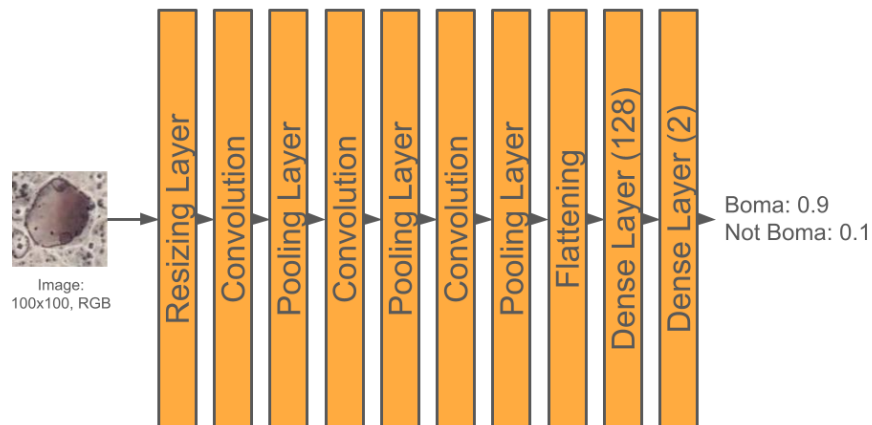 Image:
100x100, RGB
Resizing Layer
Convolution
Pooling Layer
Convolution
Pooling Layer
Convolution
Pooling Layer
Flattening
Dense Layer (128)
Dense Layer (2)
Boma: 0.9
Not Boma: 0.1